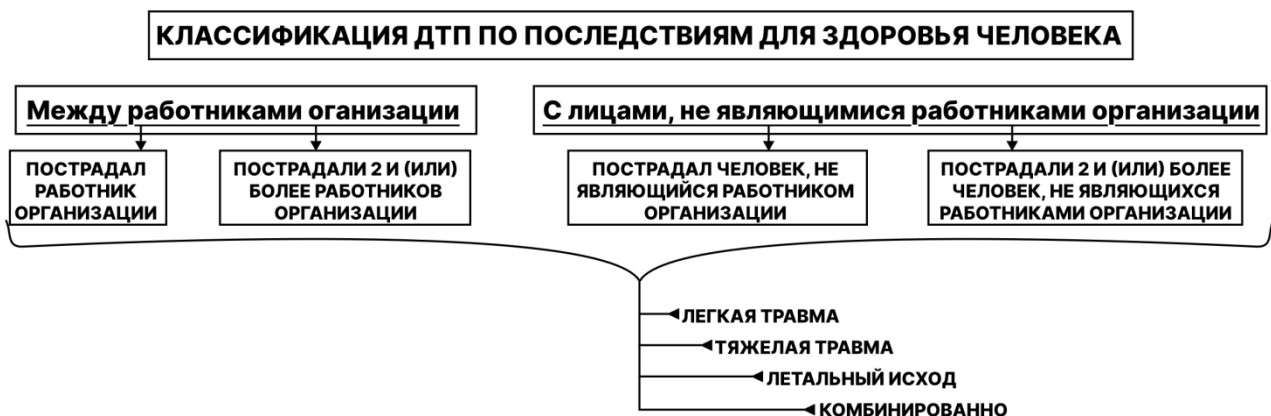 КЛАССИФИКАЦИЯ ДТП ПО ПОСЛЕДСТВИЯМ ДЛЯ ЗДОРОВЬЯ ЧЕЛОВЕКА
Между работниками оганизации
С лицами, не являющимися работниками организации
ПОСТРАДАЛ
РАБОТНИК
ОРГАНИЗАЦИИ
ПОСТРАДАЛИ 2 И (ИЛИ)
БОЛЕЕ РАБОТНИКОВ
ОРГАНИЗАЦИИ
ПОСТРАДАЛ ЧЕЛОВЕК, НЕ
ЯВЛЯЮЩИЙСЯ РАБОТНИКОМ
ОРГАНИЗАЦИИ
ПОСТРАДАЛИ 2 И (ИЛИ) БОЛЕЕ
ЧЕЛОВЕК, НЕ ЯВЛЯЮЩИХСЯ
РАБОТНИКАМИ ОРГАНИЗАЦИИ
ЛЕГКАЯ ТРАВМА
ТЯЖЕЛАЯ ТРАВМА
ЛЕТАЛЬНЫЙ ИСХОД
КОМБИНИРОВАННО